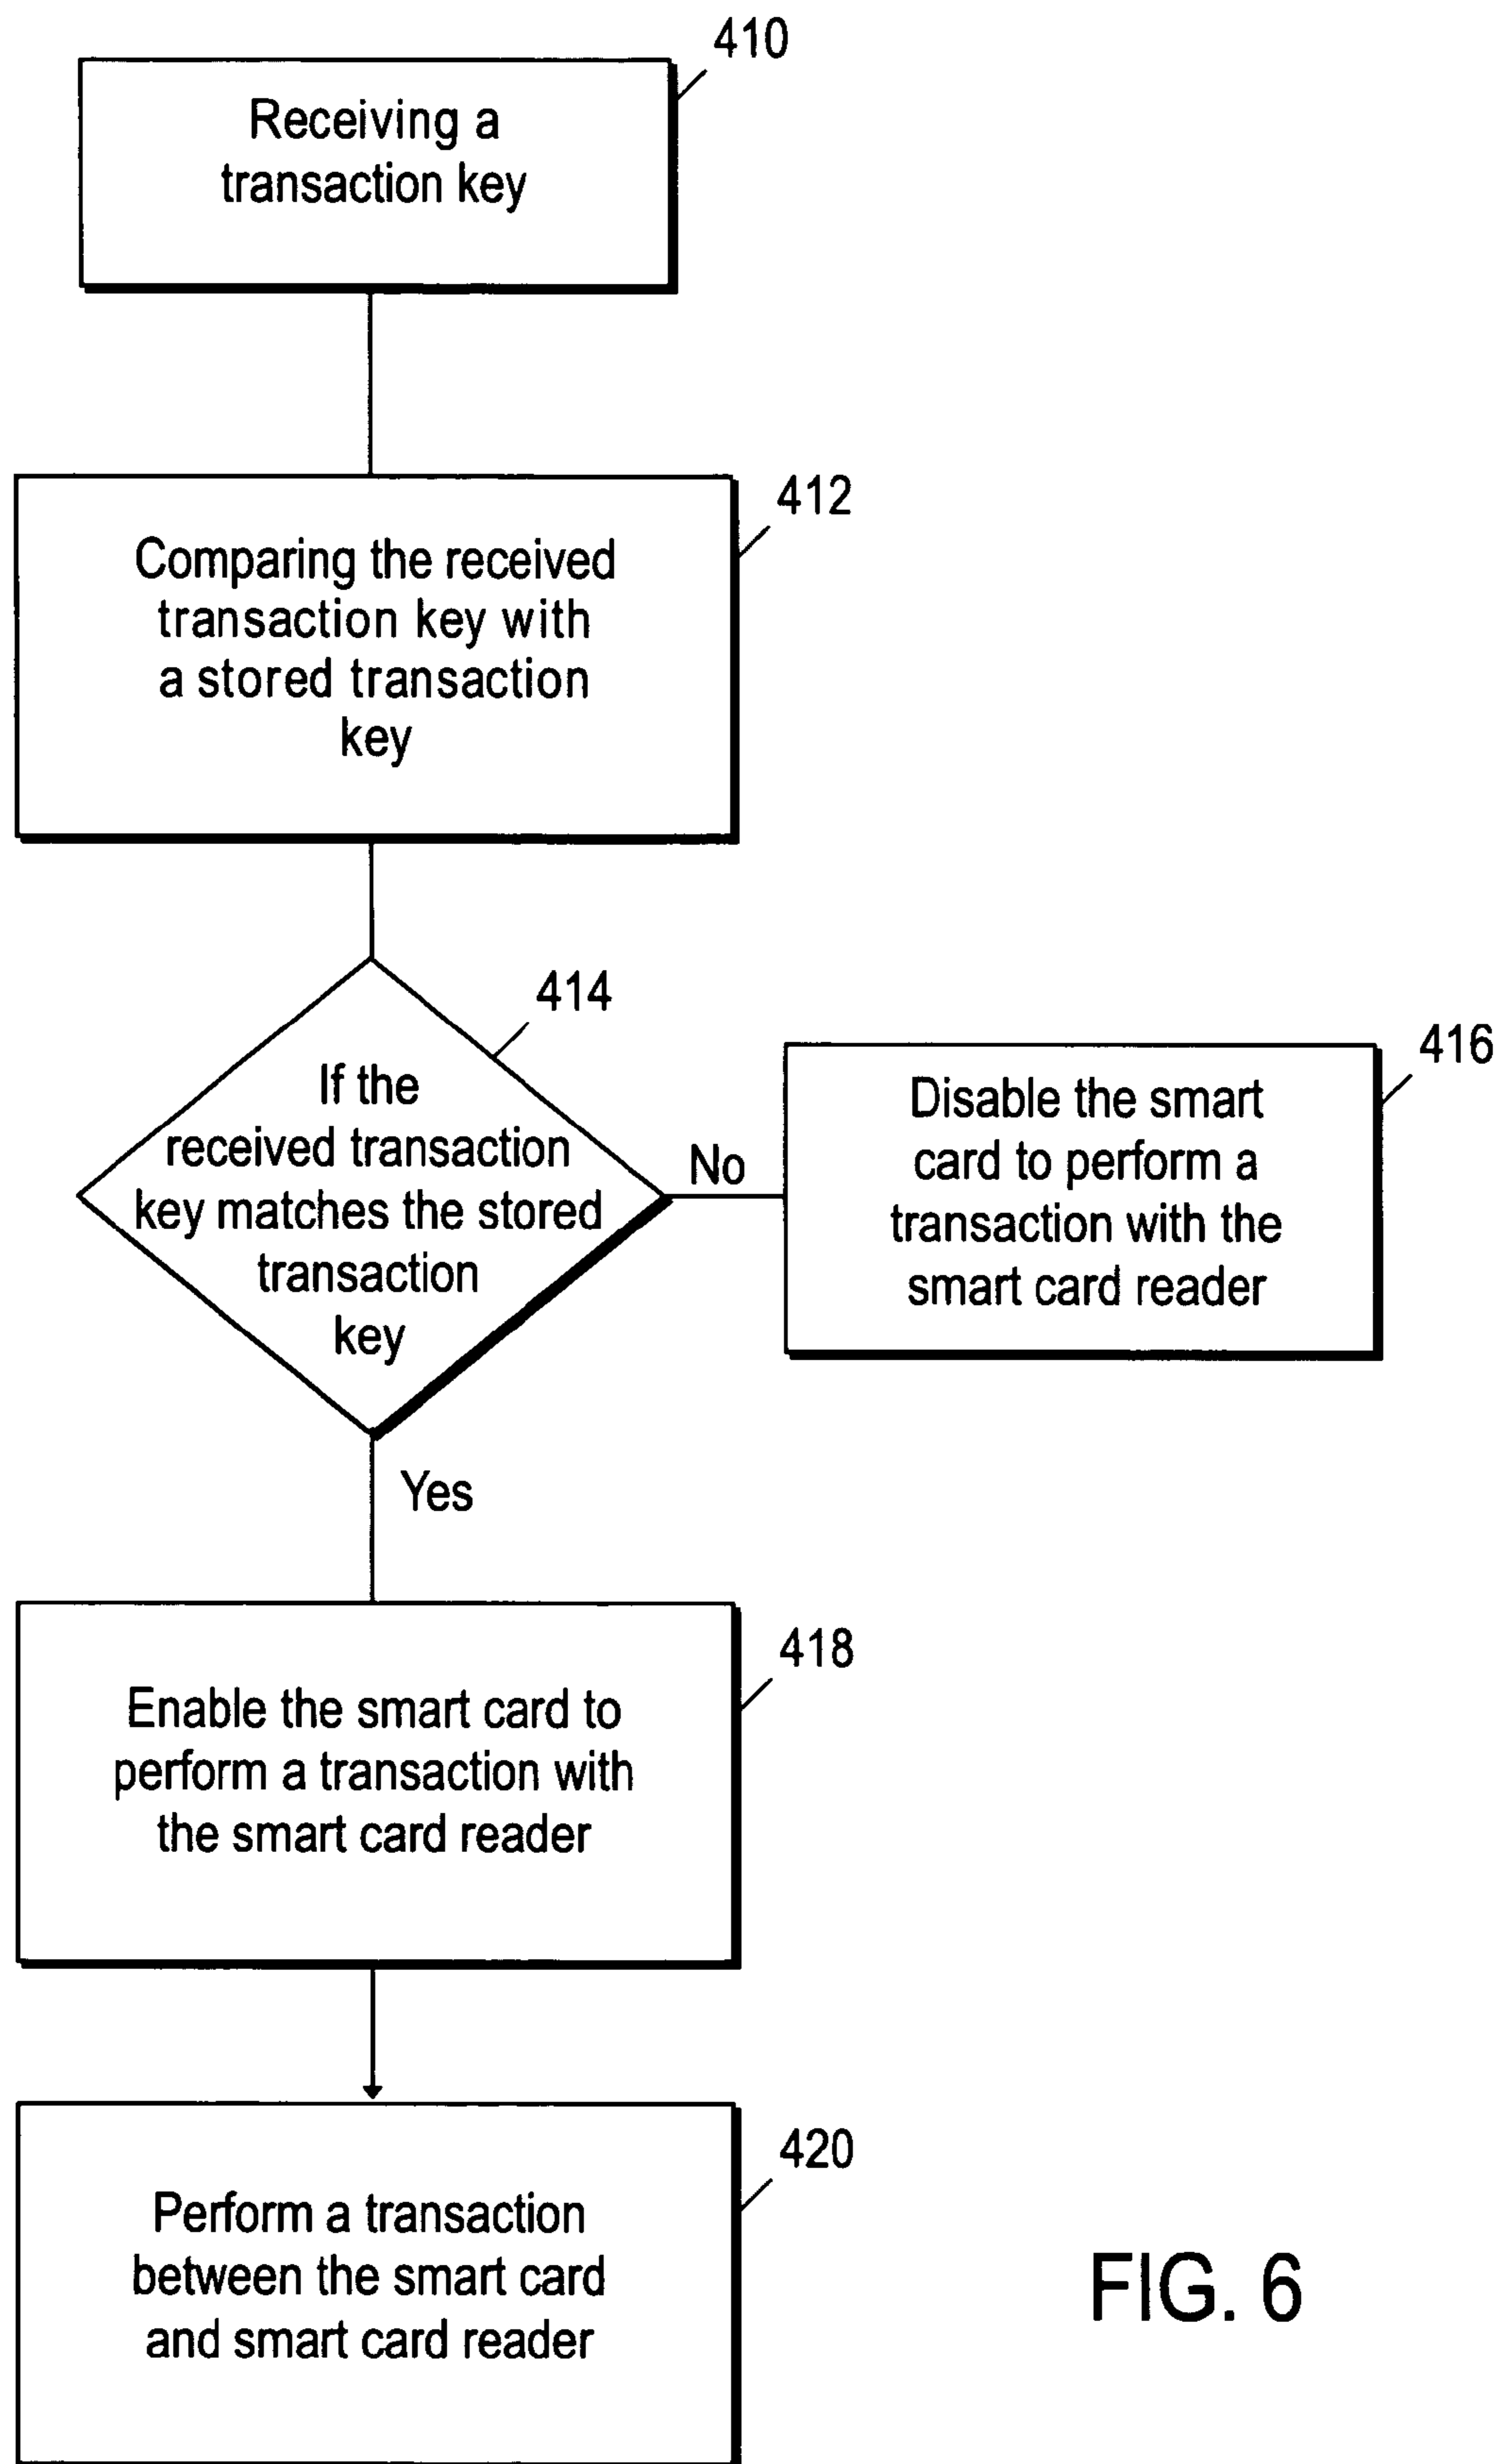 410
Receiving a
transaction key
412
Comparing the received
transaction key with
a stored transaction
key
414
If the
received transaction
key matches the stored
transaction
key
No
416
Disable the smart
card to perform a
transaction with the
smart card reader
Yes
418
Enable the smart card to
perform a transaction with
the smart card reader
420
Perform a transaction
between the smart card
and smart card reader
FIG. 6